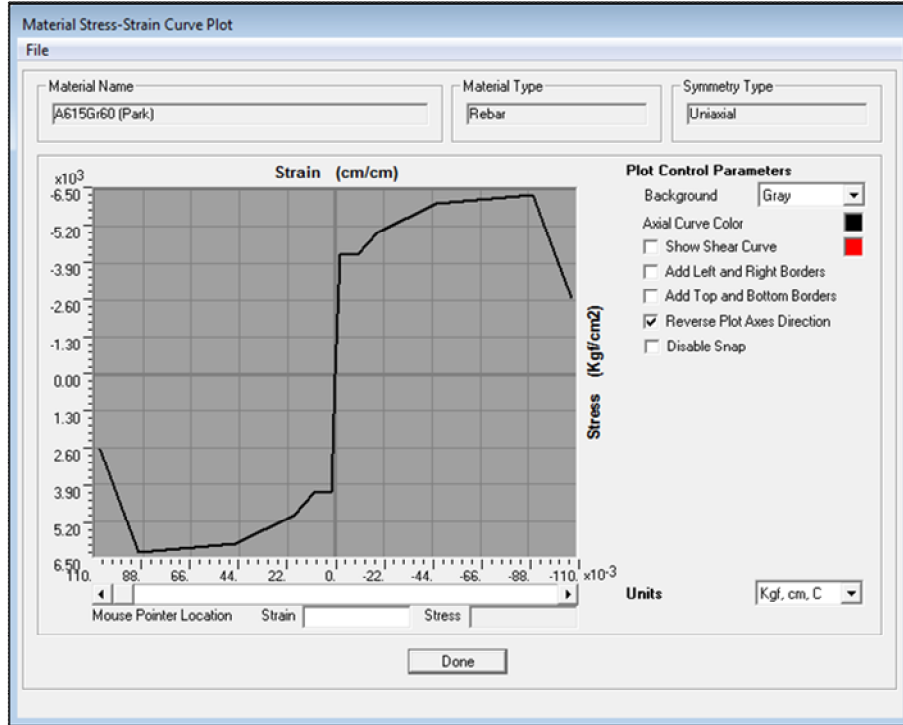 Material Stress-Strain Curve Plot
File
Material Name
A615Gr60 (Park)
Material Type
Rebar
Symmetry Type
Uniaxial
Strain (cm/cm)
x10³
-6.50
-5.20
-3.90
-2.60
-1.30
0.00
1.30
2.60
3.90
5.20
6.50
110. 88. 66. 44. 22. 0. -22. -44. -66. -88. -110. x10-3
Stress (Kgf/cm2)
Mouse Pointer Location Strain Stress
Plot Control Parameters
Background Gray
Axial Curve Color
Show Shear Curve
Add Left and Right Borders
Add Top and Bottom Borders
Reverse Plot Axes Direction
Disable Snap
Units Kgf, cm, C
Done